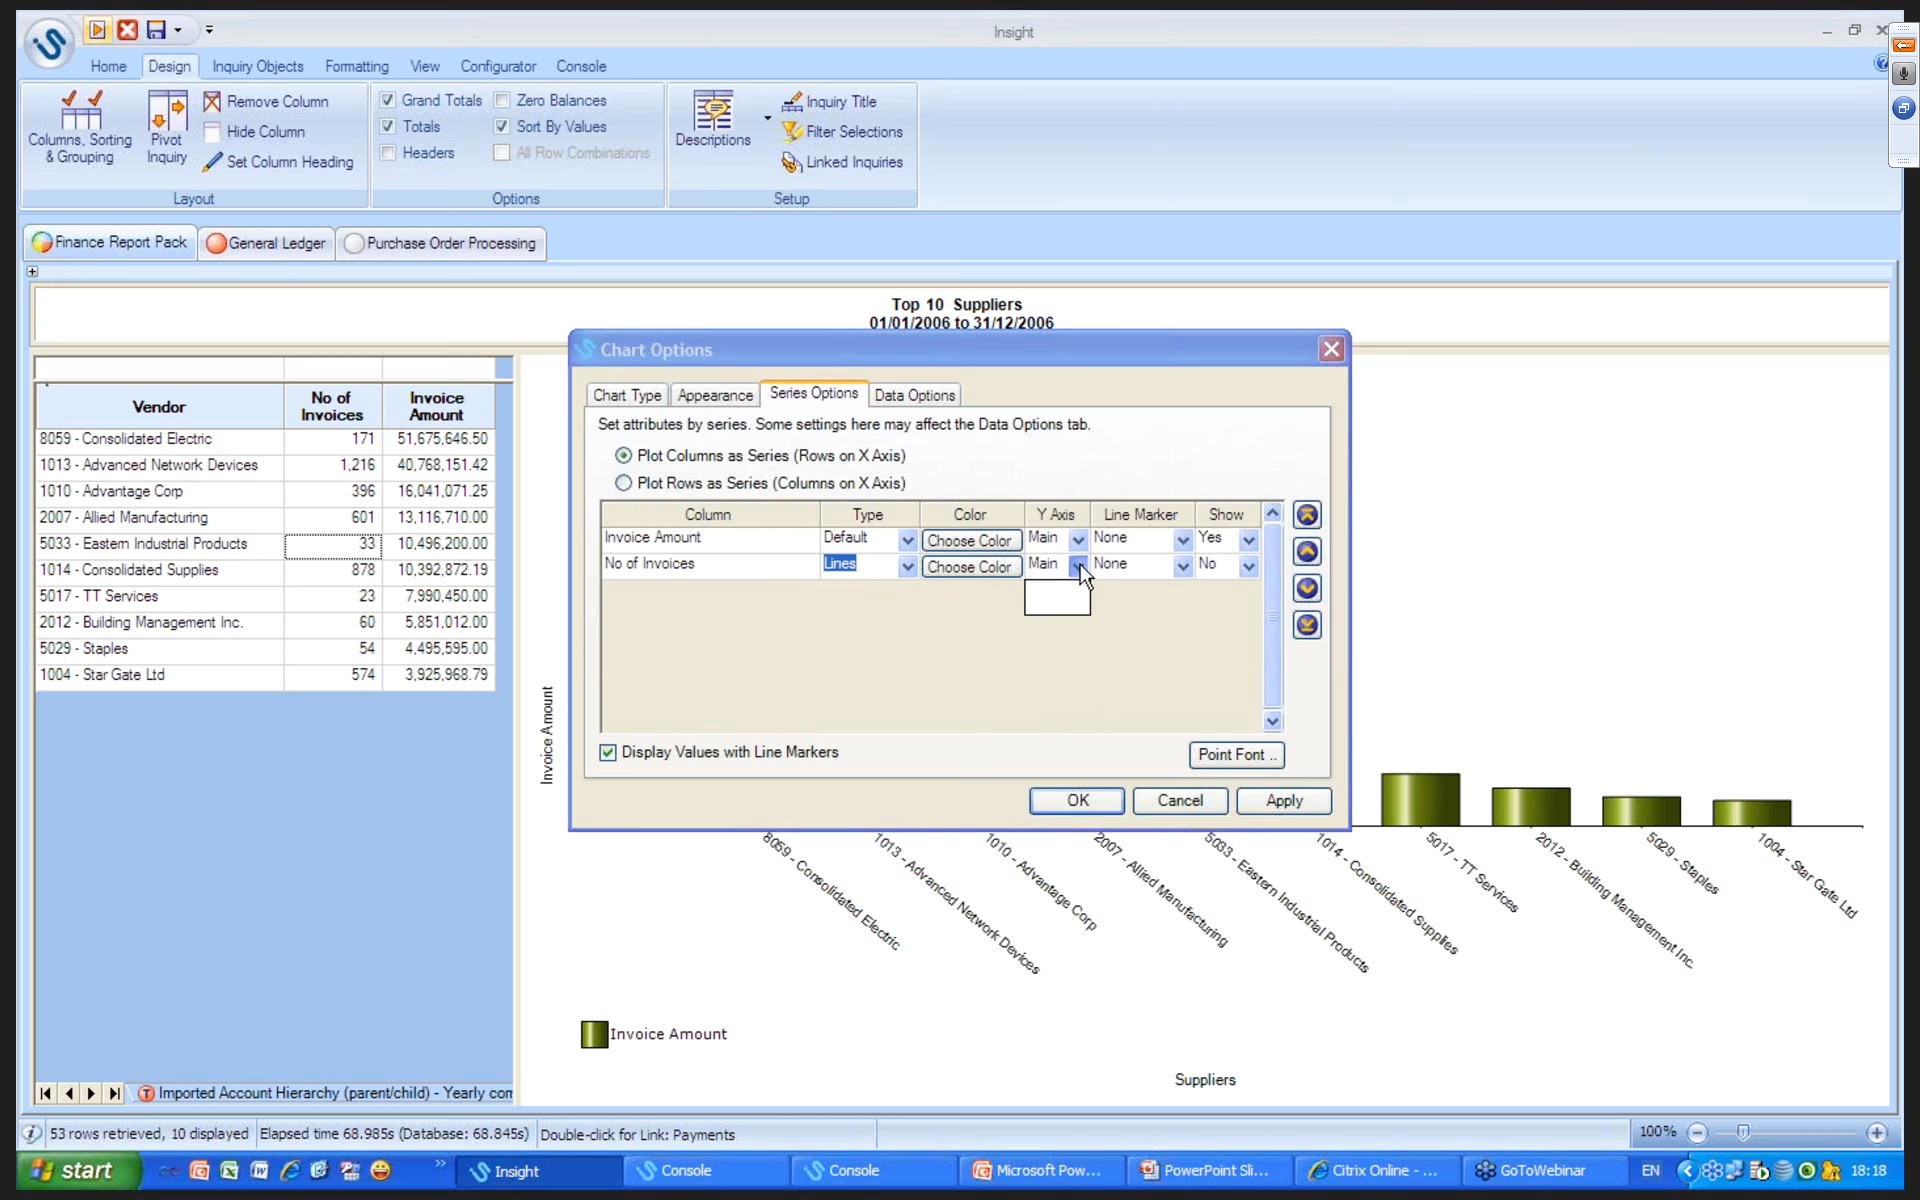 Insight
Home Design Inquiry Objects Formatting View Configurator Console
Columns, Sorting & Grouping
Pivot Inquiry
Remove Column
Hide Column
Set Column Heading
Layout
Grand Totals Zero Balances
Totals Sort By Values
Headers All Row Combinations
Options
Descriptions
Inquiry Title
Filter Selections
Linked Inquiries
Setup
Finance Report Pack General Ledger Purchase Order Processing
Top 10 Suppliers
01/01/2006 to 31/12/2006
Vendor No of Invoices Invoice Amount
8059 - Consolidated Electric 171 51,675,646.50
1013 - Advanced Network Devices 1,216 40,768,151.42
1010 - Advantage Corp 396 16,041,071.25
2007 - Allied Manufacturing 601 13,116,710.00
5033 - Eastern Industrial Products 33 10,496,200.00
1014 - Consolidated Supplies 878 10,392,872.19
5017 - TT Services 23 7,990,450.00
2012 - Building Management Inc. 60 5,851,012.00
5029 - Staples 54 4,495,595.00
1004 - Star Gate Ltd 574 3,925,968.79
Chart Options
Chart Type Appearance Series Options Data Options
Set attributes by series. Some settings here may affect the Data Options tab.
Plot Columns as Series (Rows on X Axis)
Plot Rows as Series (Columns on X Axis)
Column Type Color Y Axis Line Marker Show
Invoice Amount Default Choose Color Main None Yes
No of Invoices Lines Choose Color Main None No
Display Values with Line Markers
Point Font ..
OK Cancel Apply
Invoice Amount
8059 - Consolidated Electric
1013 - Advanced Network Devices
1010 - Advantage Corp
2007 - Allied Manufacturing
5033 - Eastern Industrial Products
1014 - Consolidated Supplies
5017 - TT Services
2012 - Building Management Inc.
5029 - Staples
1004 - Star Gate Ltd
Invoice Amount
Suppliers
Imported Account Hierarchy (parent/child) - Yearly com
53 rows retrieved, 10 displayed Elapsed time 68.985s (Database: 68.845s) Double-click for Link: Payments 100%
start Insight Console Console Microsoft Pow... PowerPoint Sli... Citrix Online - ... GoToWebinar EN 18:18